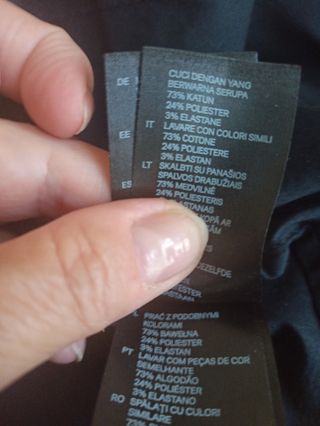 DE
EE
ES
CUCI DENGAN YANG
BERWARNA SERUPA
73% KATUN
24% POLIESTER
3% ELASTANE
IT LAVARE CON COLORI SIMILI
73% COTONE
24% POLIESTERE
3% ELASTAN
LT SKALBTI SU PANAŠIOS
SPALVOS DRABUŽIAIS
73% MEDVILNĖ
24% POLIESTERIS
KOPĀ AR
DEZELFDE
PRAĆ Z PODOBNYMI
KOLORAMI
73% BAWEŁNA
24% POLIESTER
3% ELASTAN
PT LAVAR COM PEÇAS DE COR
SEMELHANTE
73% ALGODÃO
24% POLIÉSTER
3% ELASTANO
RO SPĂLAȚI CU CULORI
SIMILARE